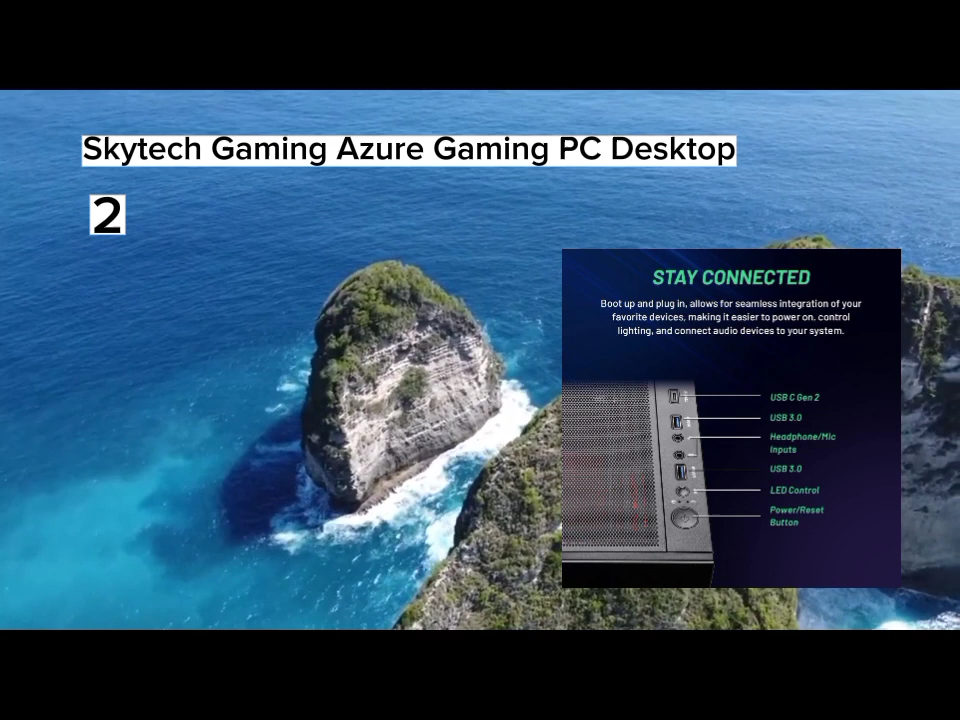 Skytech Gaming Azure Gaming PC Desktop
2
STAY CONNECTED
Boot up and plug in, allows for seamless integration of your
favorite devices, making it easier to power on, control
lighting, and connect audio devices to your system.
USB C Gen 2
USB 3.0
Headphone/Mic
Inputs
USB 3.0
LED Control
Power/Reset
Button